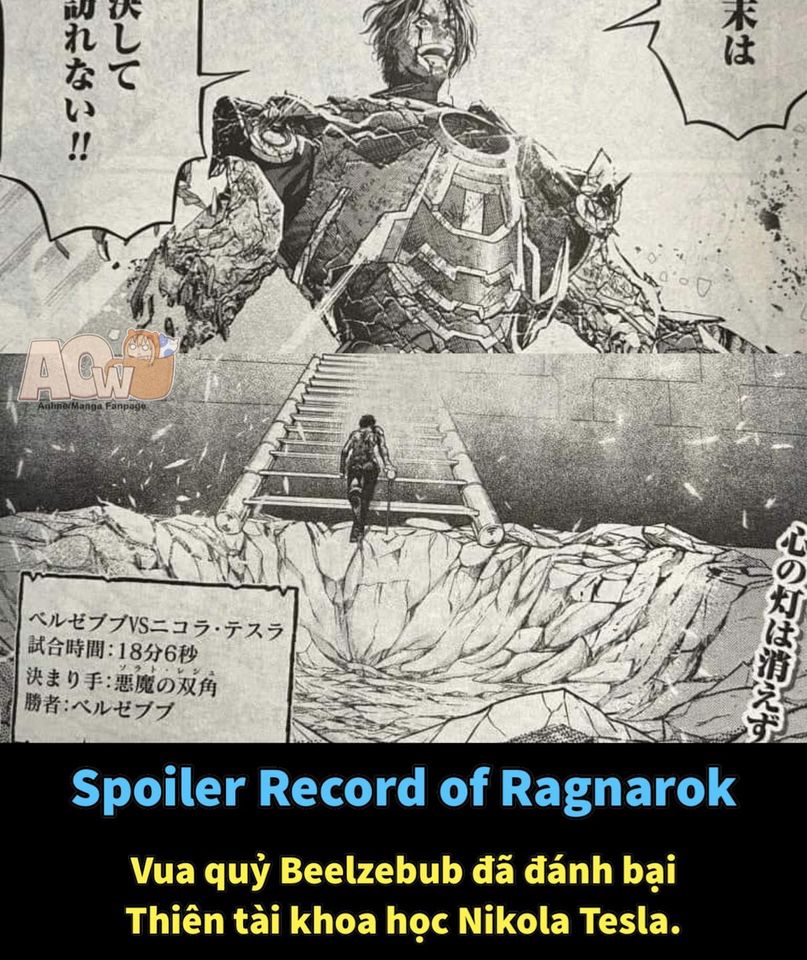 末は
決して
訪れない!!
ACW
Anime/Manga Fanpage
心の灯は消えず
ベルゼブブVSニコラ・テスラ
試合時間:18分6秒
ソラト・レシュ
決まり手:悪魔の双角
勝者:ベルゼブブ
Spoiler Record of Ragnarok
Vua quỷ Beelzebub đã đánh bại
Thiên tài khoa học Nikola Tesla.